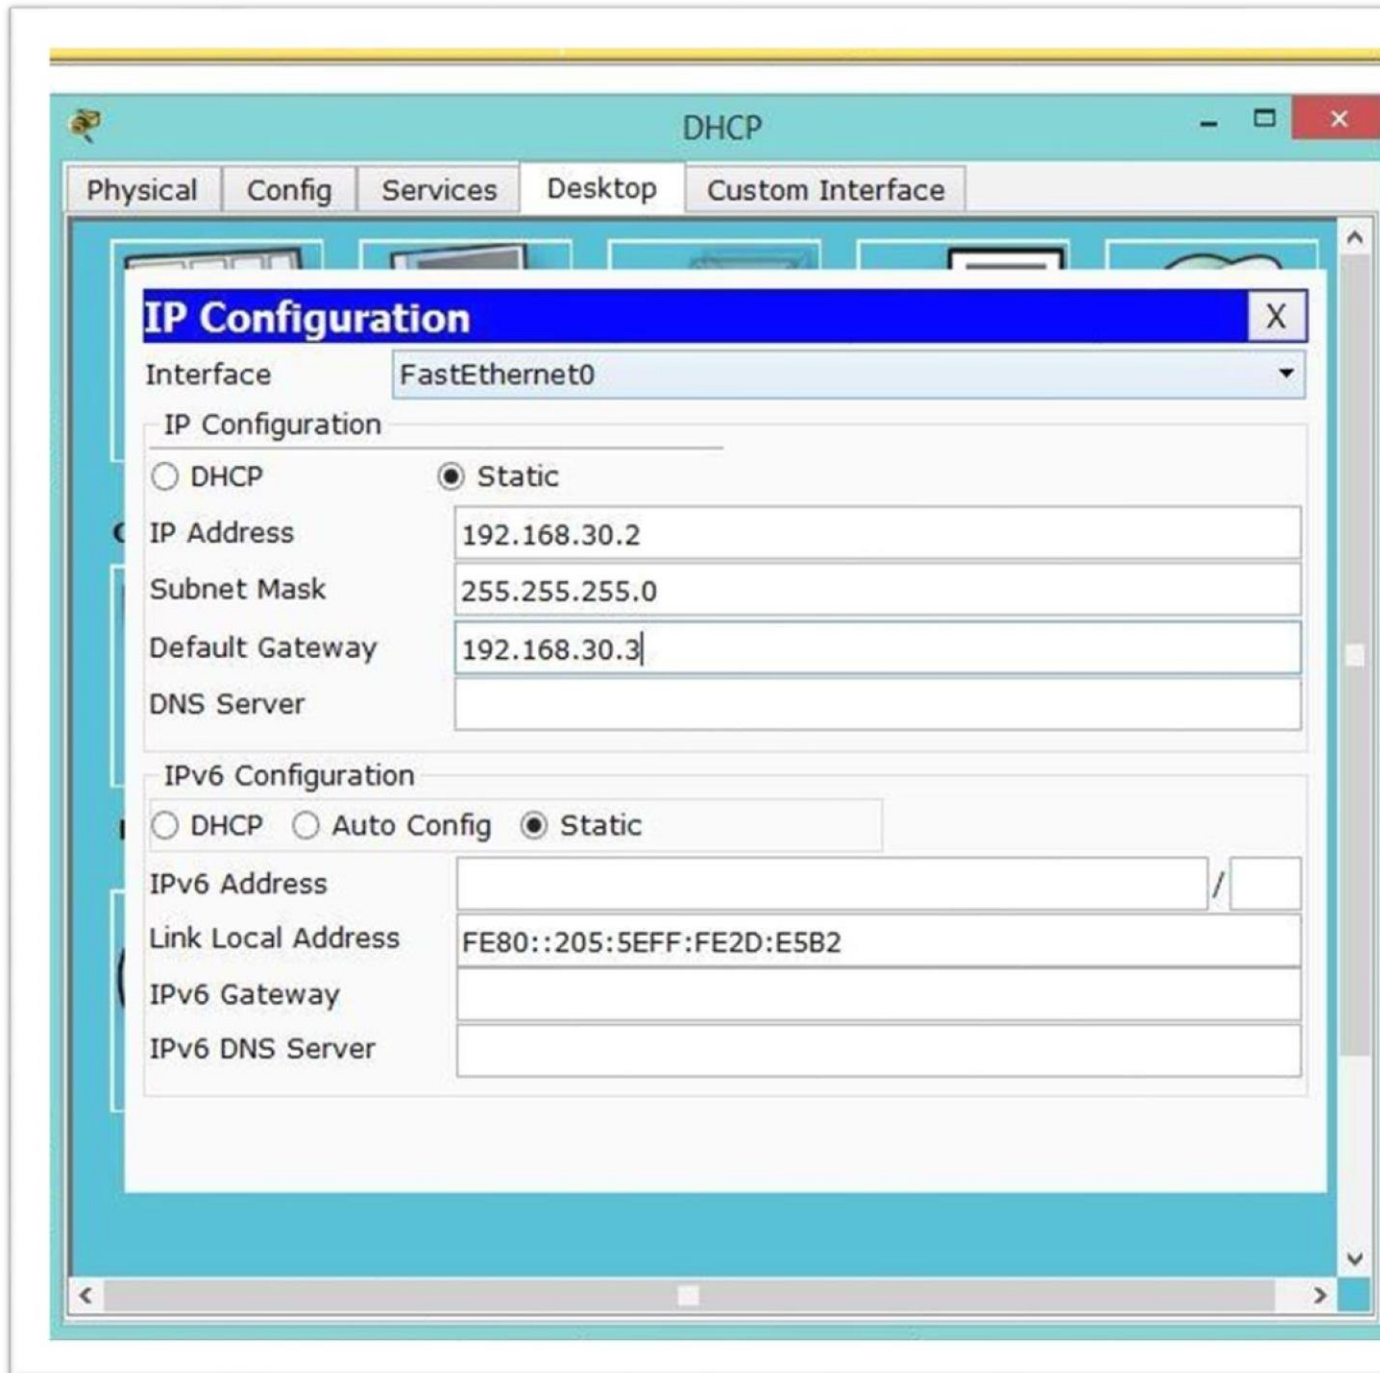 DHCP
X
Physical Config Services Desktop Custom Interface
IP Configuration X
Interface FastEthernet0
IP Configuration
DHCP Static
IP Address 192.168.30.2
Subnet Mask 255.255.255.0
Default Gateway 192.168.30.3
DNS Server
IPv6 Configuration
DHCP Auto Config Static
IPv6 Address /
Link Local Address FE80::205:5EFF:FE2D:E5B2
IPv6 Gateway
IPv6 DNS Server